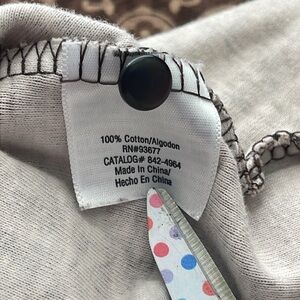 100% Cotton/Algodon
RN#93677
CATALOG# 842-4964
Made In China/
Hecho En China